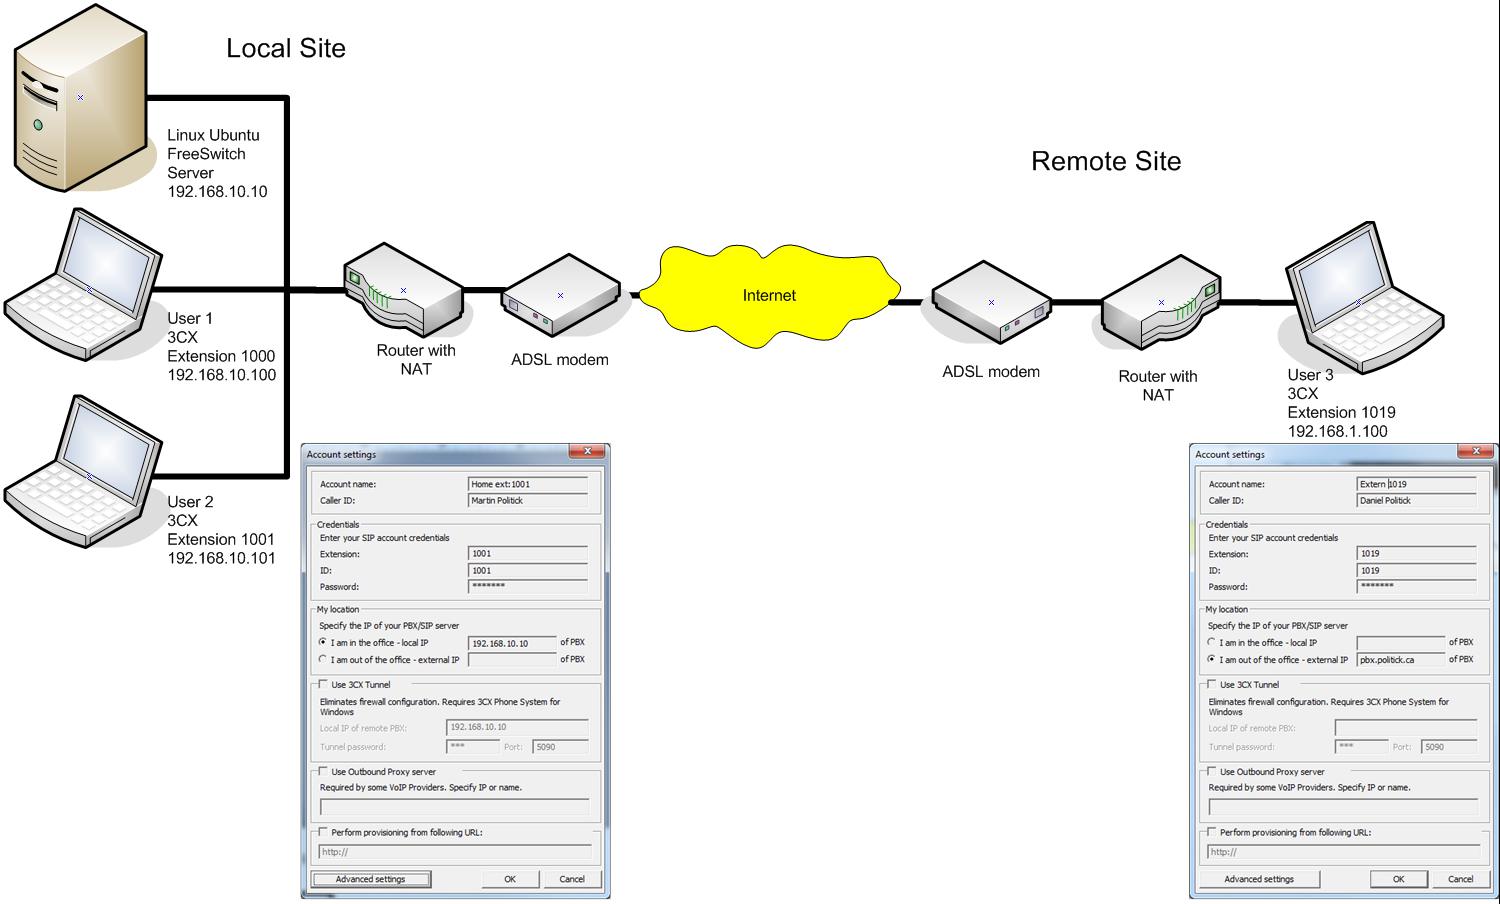 Local Site
Linux Ubuntu
FreeSwitch
Server
192.168.10.10
User 1
3CX
Extension 1000
192.168.10.100
User 2
3CX
Extension 1001
192.168.10.101
Router with
NAT
ADSL modem
Internet
Remote Site
ADSL modem
Router with
NAT
User 3
3CX
Extension 1019
192.168.1.100
Account settings
Account name: Home ext:1001
Caller ID: Martin Politick
Credentials
Enter your SIP account credentials
Extension: 1001
ID: 1001
Password: *******
My location
Specify the IP of your PBX/SIP server
I am in the office - local IP 192.168.10.10 of PBX
I am out of the office - external IP of PBX
Use 3CX Tunnel
Eliminates firewall configuration. Requires 3CX Phone System for
Windows
Local IP of remote PBX: 192.168.10.10
Tunnel password: *** Port: 5090
Use Outbound Proxy server
Required by some VoIP Providers. Specify IP or name.
Perform provisioning from following URL:
http://
Advanced settings OK Cancel
Account settings
Account name: Extern 1019
Caller ID: Daniel Politick
Credentials
Enter your SIP account credentials
Extension: 1019
ID: 1019
Password: *******
My location
Specify the IP of your PBX/SIP server
I am in the office - local IP of PBX
I am out of the office - external IP pbx.politick.ca of PBX
Use 3CX Tunnel
Eliminates firewall configuration. Requires 3CX Phone System for
Windows
Local IP of remote PBX:
Tunnel password: *** Port: 5090
Use Outbound Proxy server
Required by some VoIP Providers. Specify IP or name.
Perform provisioning from following URL:
http://
Advanced settings OK Cancel